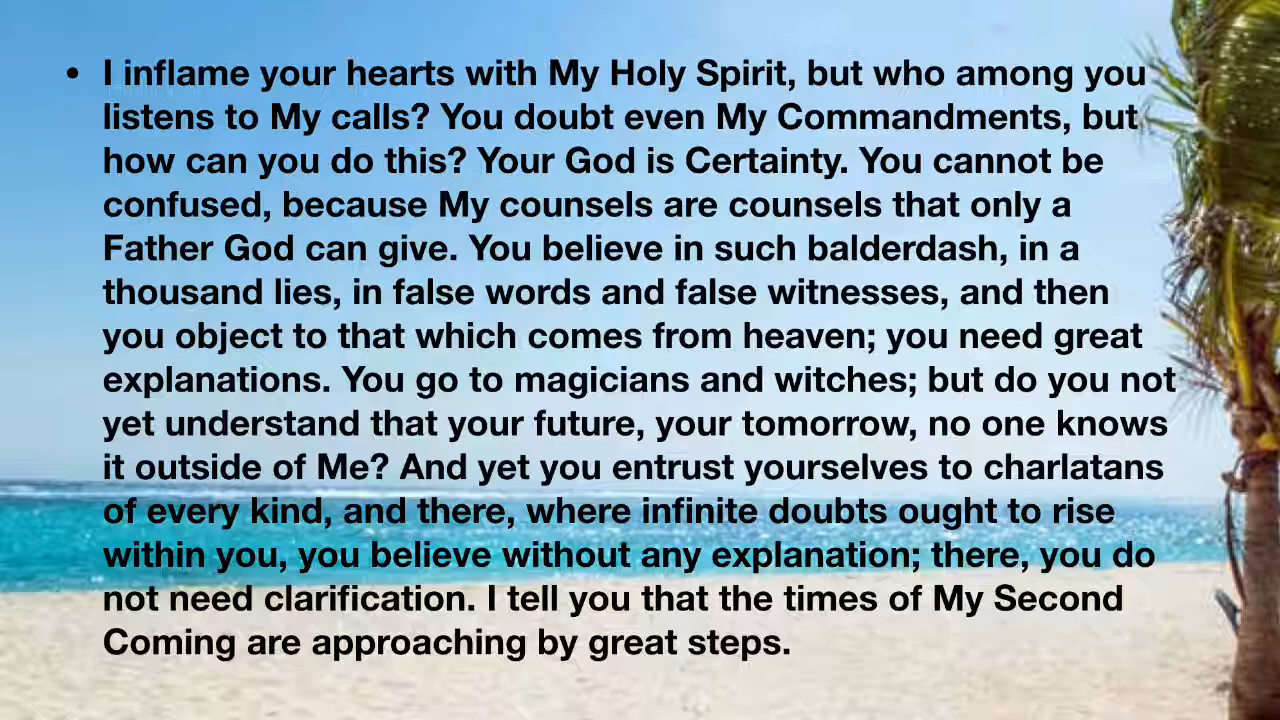 • I inflame your hearts with My Holy Spirit, but who among you
listens to My calls? You doubt even My Commandments, but
how can you do this? Your God is Certainty. You cannot be
confused, because My counsels are counsels that only a
Father God can give. You believe in such balderdash, in a
thousand lies, in false words and false witnesses, and then
you object to that which comes from heaven; you need great
explanations. You go to magicians and witches; but do you not
yet understand that your future, your tomorrow, no one knows
it outside of Me? And yet you entrust yourselves to charlatans
of every kind, and there, where infinite doubts ought to rise
within you, you believe without any explanation; there, you do
not need clarification. I tell you that the times of My Second
Coming are approaching by great steps.